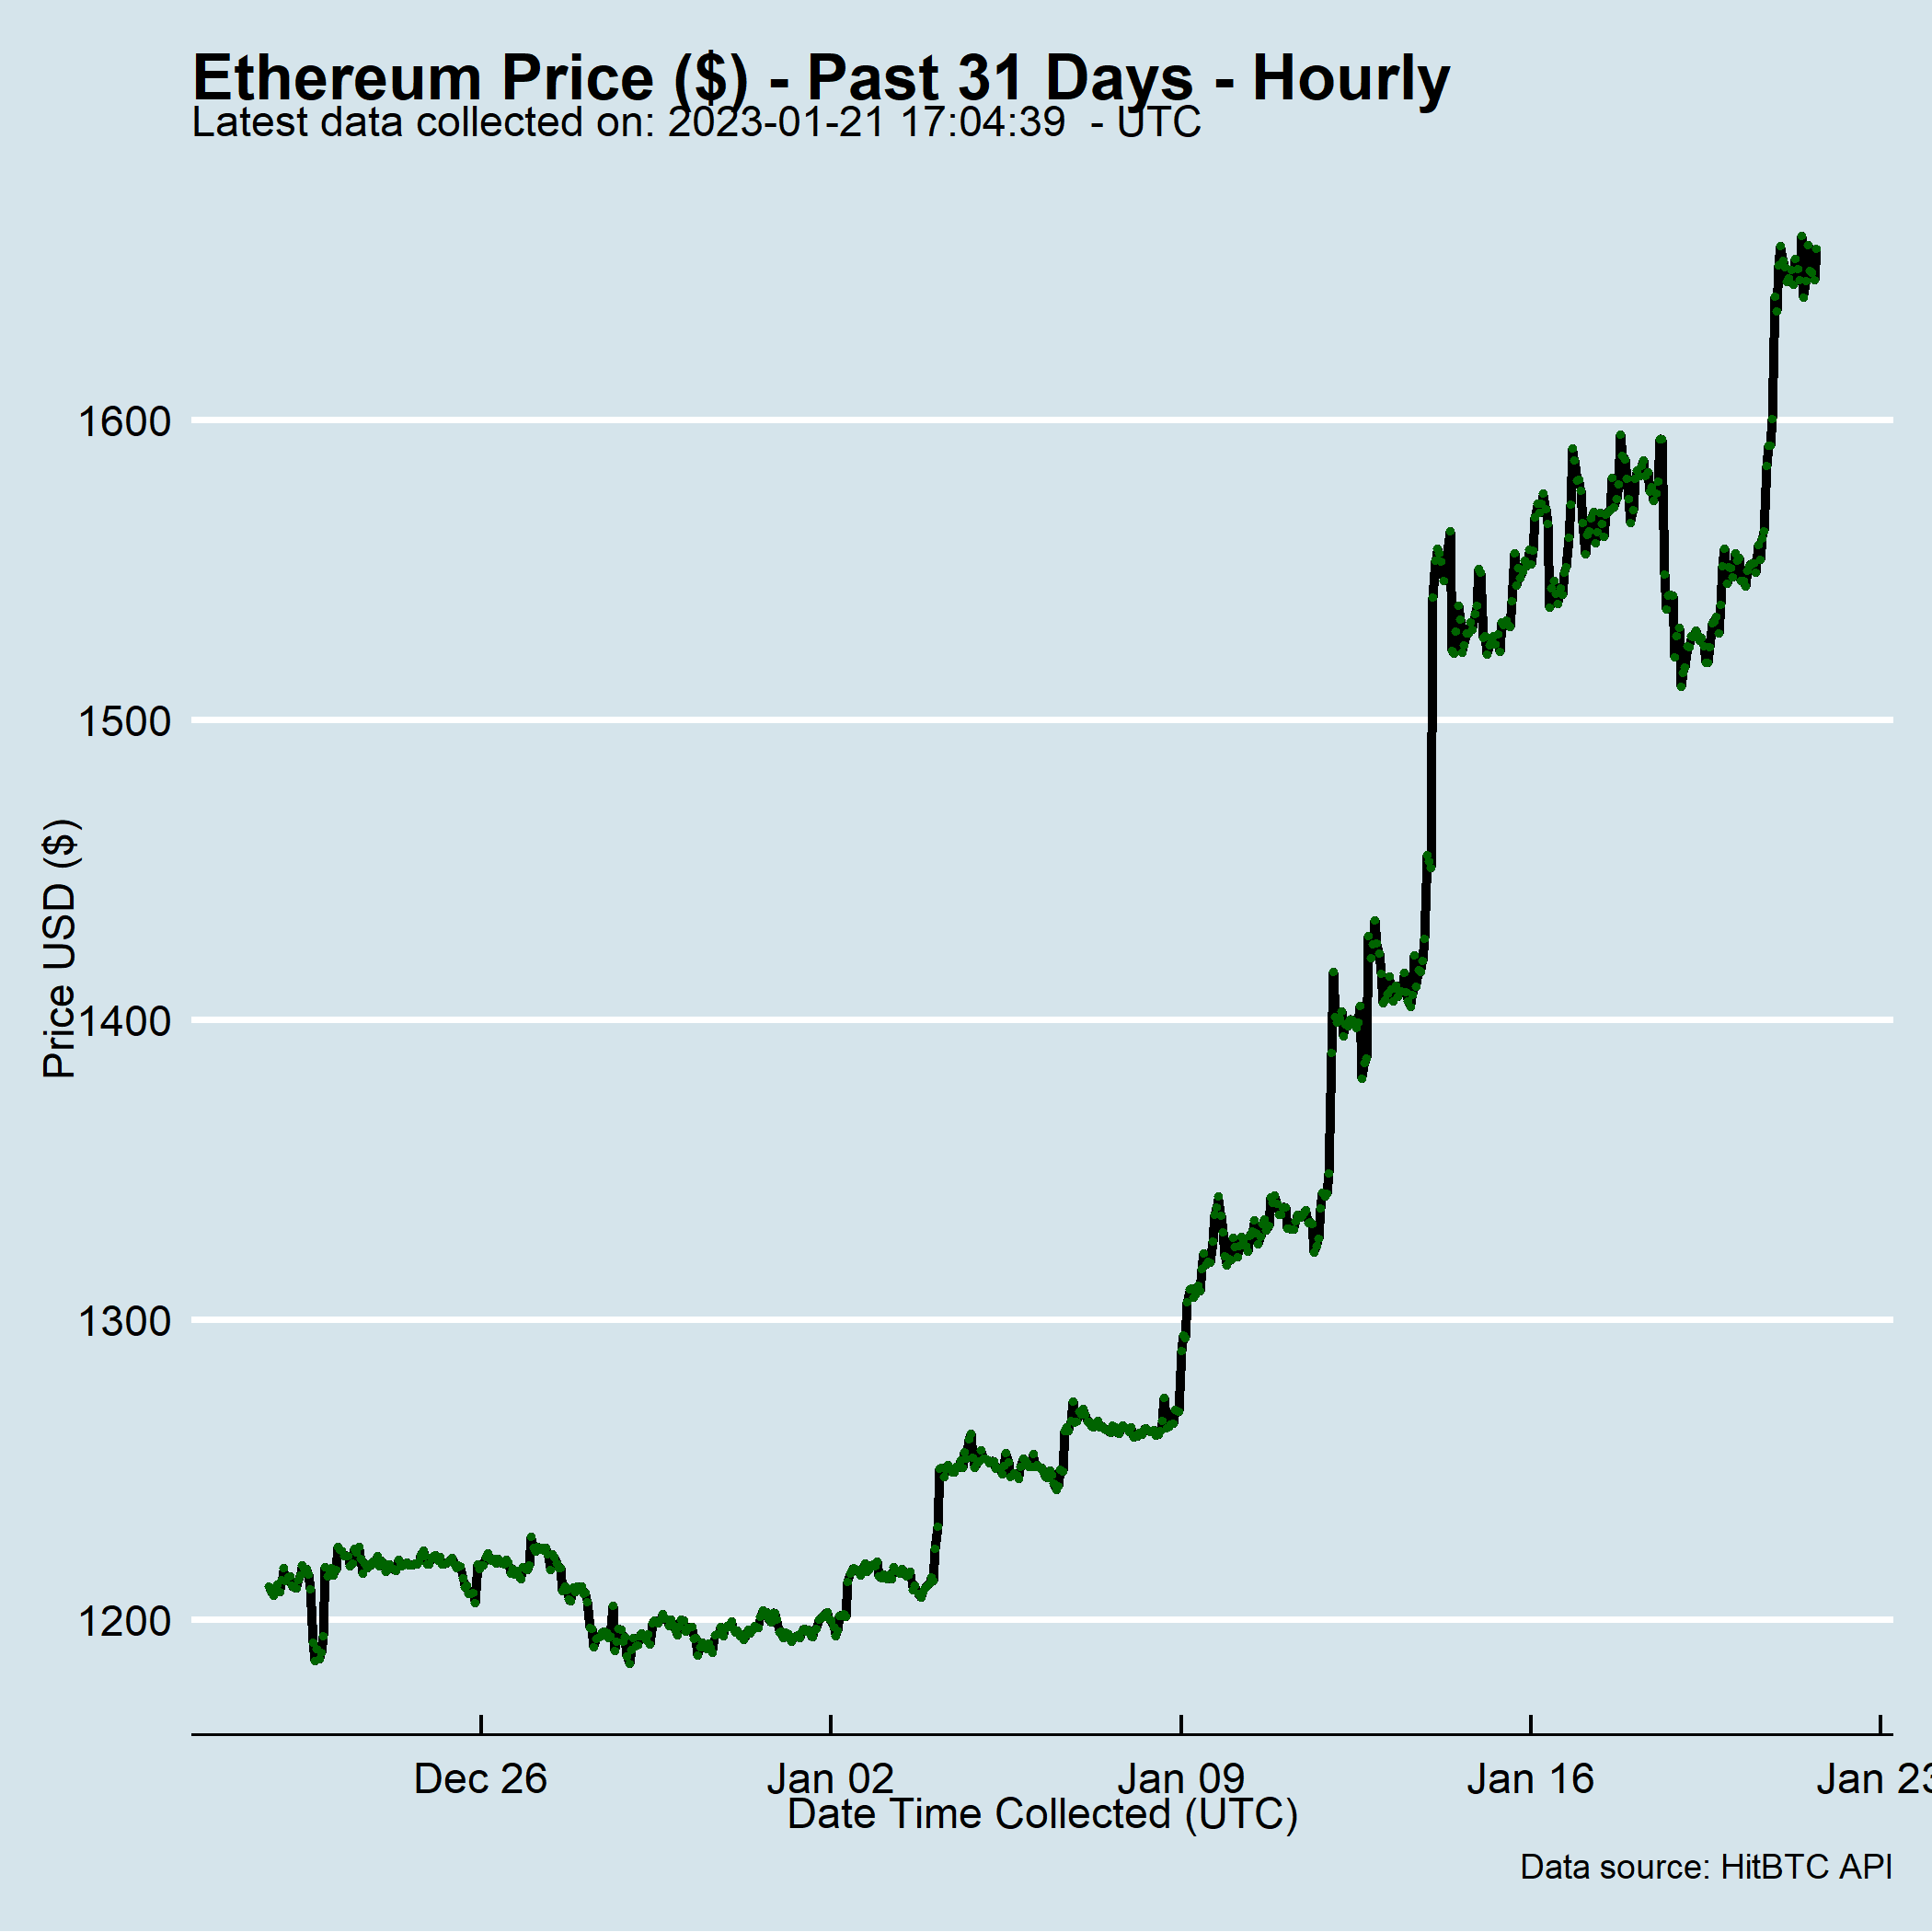 Ethereum Price ($) - Past 31 Days - Hourly
Latest data collected on: 2023-01-21 17:04:39  - UTC
1600
1500
1400
1300
1200
Price USD ($)
Dec 26
Jan 02
Jan 09
Jan 16
Jan 23
Date Time Collected (UTC)
Data source: HitBTC API